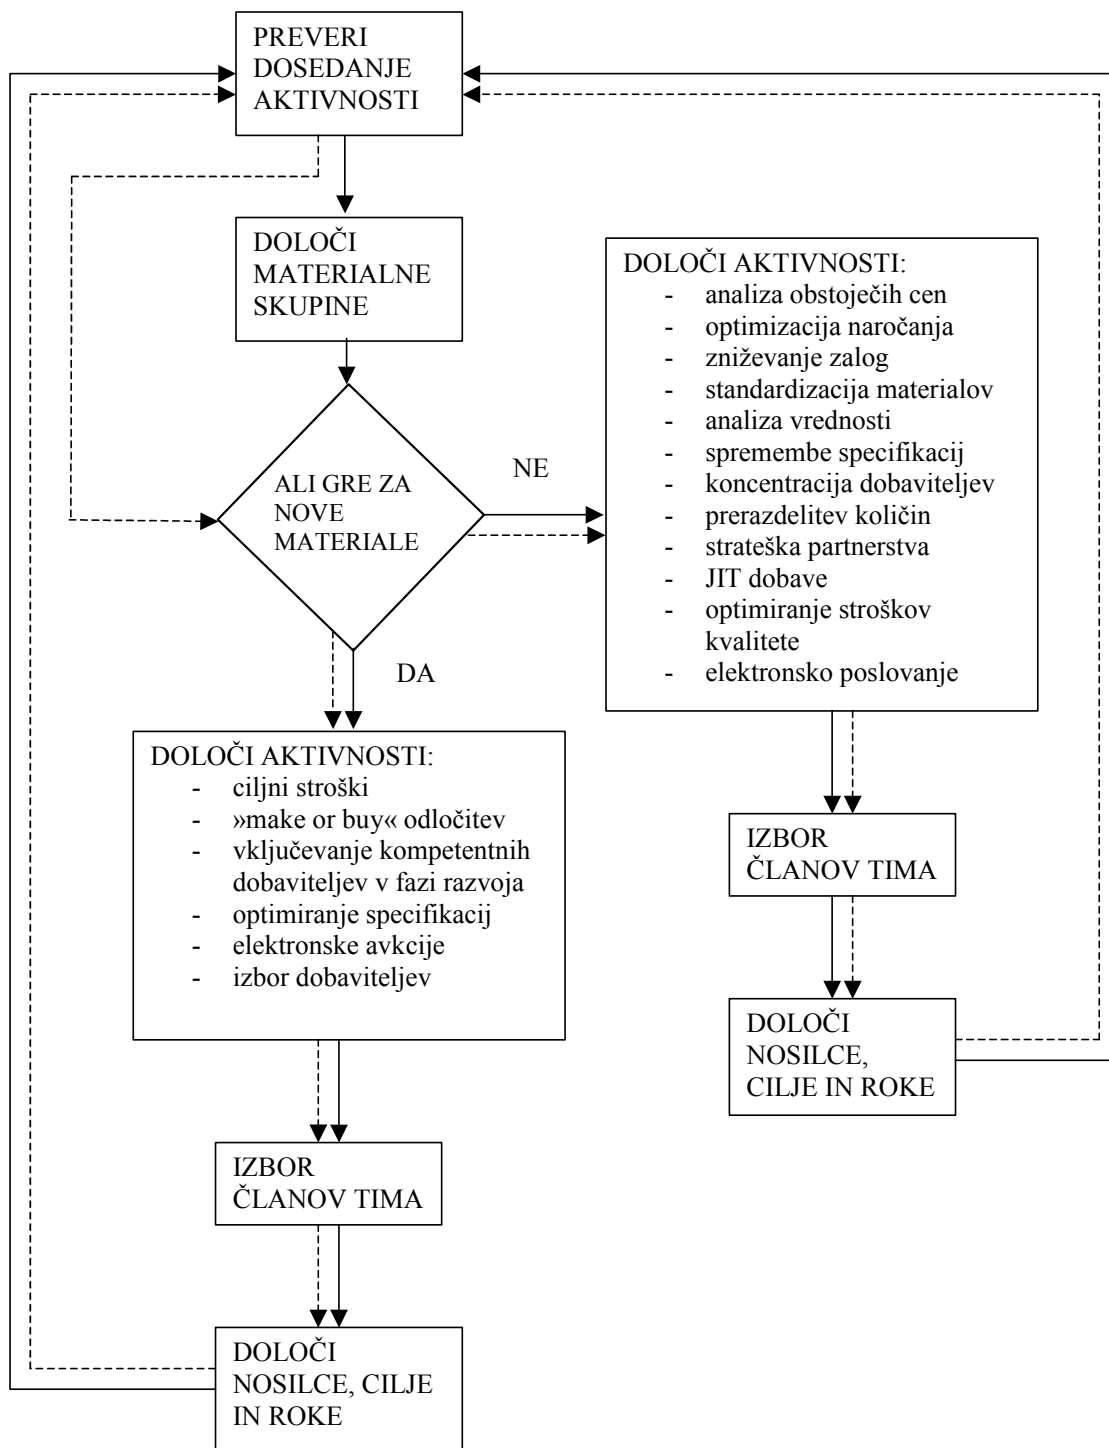 PREVERI
DOSEDANJE
AKTIVNOSTI
DOLOČI
MATERIALNE
SKUPINE
ALI GRE ZA
NOVE
MATERIALE
NE
DA
DOLOČI AKTIVNOSTI:
- analiza obstoječih cen
- optimizacija naročanja
- zniževanje zalog
- standardizacija materialov
- analiza vrednosti
- spremembe specifikacij
- koncentracija dobaviteljev
- prerazdelitev količin
- strateška partnerstva
- JIT dobave
- optimiranje stroškov
kvalitete
- elektronsko poslovanje
IZBOR
ČLANOV TIMA
DOLOČI
NOSILCE,
CILJE IN ROKE
DOLOČI AKTIVNOSTI:
- ciljni stroški
- »make or buy« odločitev
- vključevanje kompetentnih
dobaviteljev v fazi razvoja
- optimiranje specifikacij
- elektronske avkcije
- izbor dobaviteljev
IZBOR
ČLANOV TIMA
DOLOČI
NOSILCE, CILJE
IN ROKE